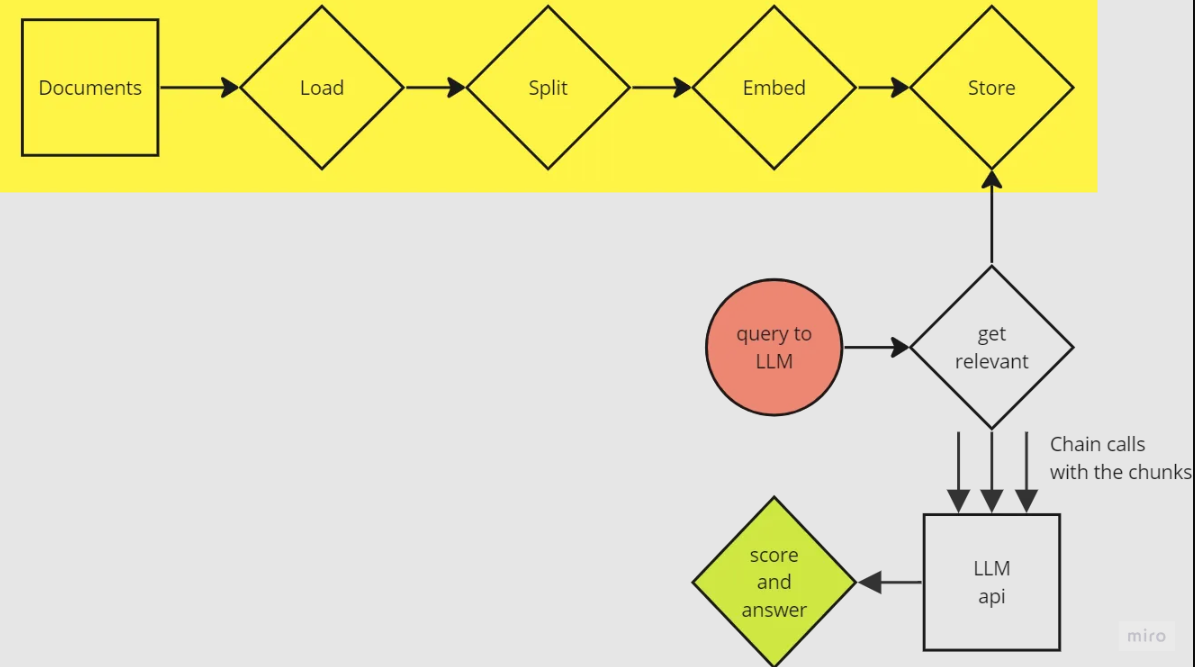 Documents
Load
Split
Embed
Store
query to
LLM
get
relevant
Chain calls
with the chunks
score
and
answer
LLM
api
miro